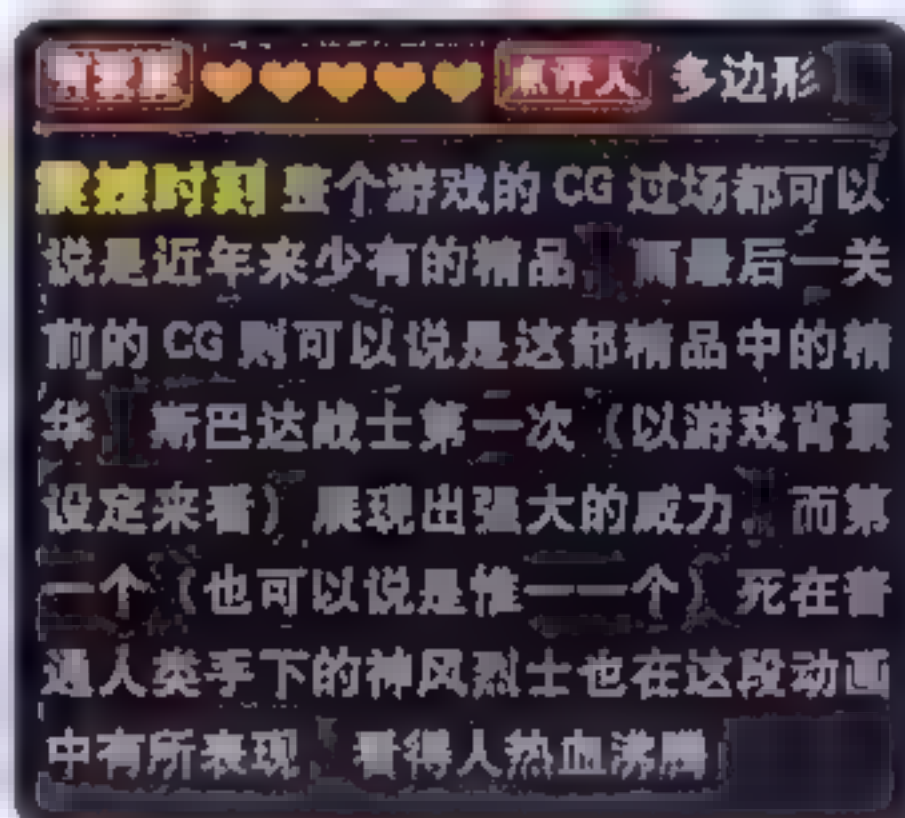 点评人 多边形
震撼时刻 整个游戏的 CG 过场都可以
说是近年来少有的精品，而最后一关
前的 CG 则可以说是这部精品中的精
华，斯巴达战士第一次（以游戏背景
设定来看）展现出强大的威力。而第
一个（也可以说是惟一一个）死在普
通人类手下的神风烈士也在这段动画
中有所表现，看得人热血沸腾